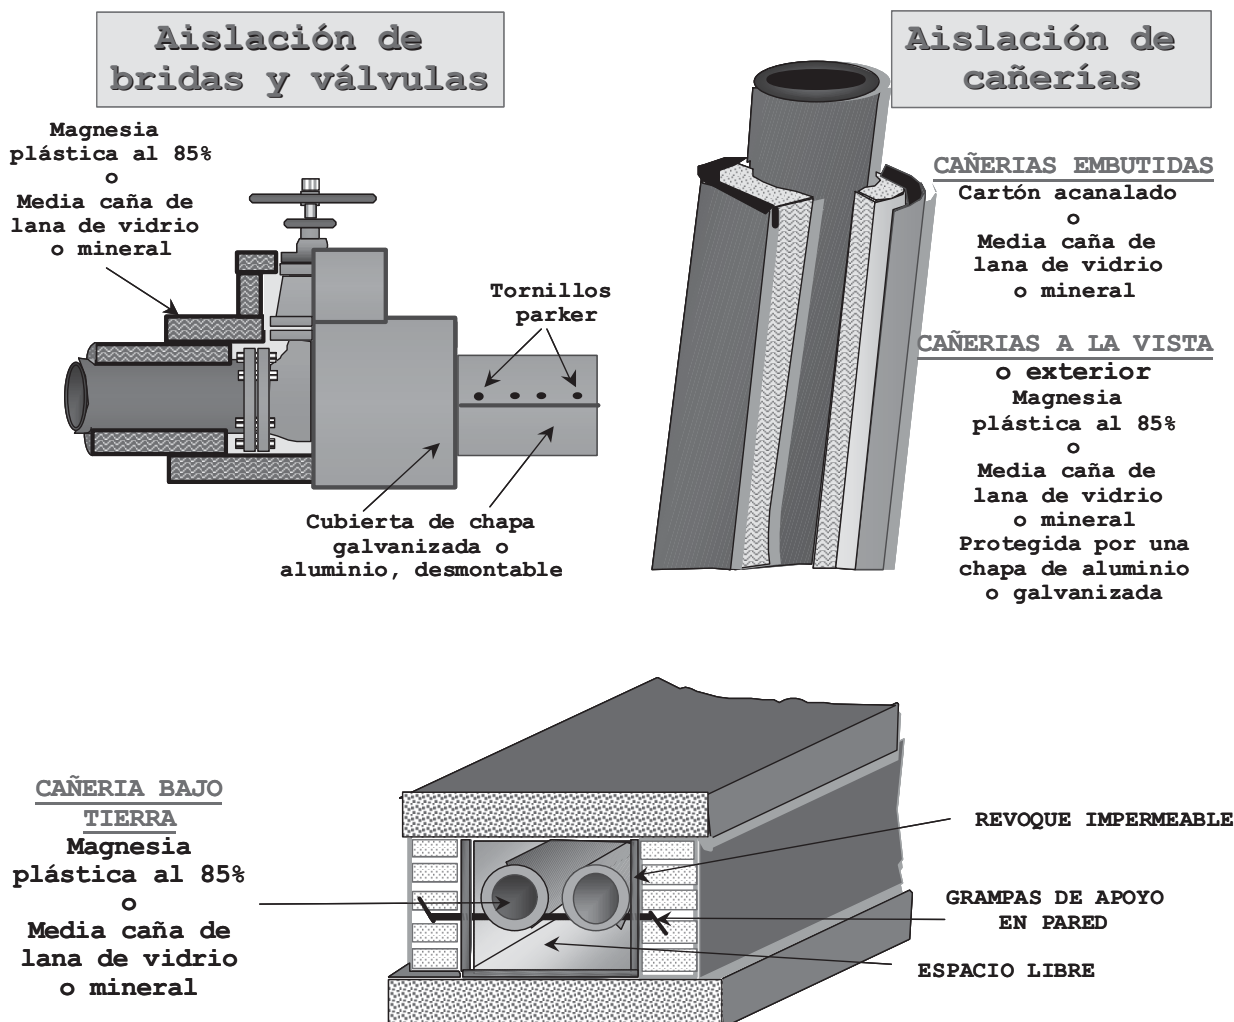 Aislación de
bridas y válvulas
Magnesia
plástica al 85%
o
Media caña de
lana de vidrio
o mineral
Tornillos
parker
Cubierta de chapa
galvanizada o
aluminio, desmontable
Aislación de
cañerías
CAÑERIAS EMBUTIDAS
Cartón acanalado
o
Media caña de
lana de vidrio
o mineral
CAÑERIAS A LA VISTA
o exterior
Magnesia
plástica al 85%
o
Media caña de
lana de vidrio
o mineral
Protegida por una
chapa de aluminio
o galvanizada
CAÑERIA BAJO
TIERRA
Magnesia
plástica al 85%
o
Media caña de
lana de vidrio
o mineral
REVOQUE IMPERMEABLE
GRAMPAS DE APOYO
EN PARED
ESPACIO LIBRE